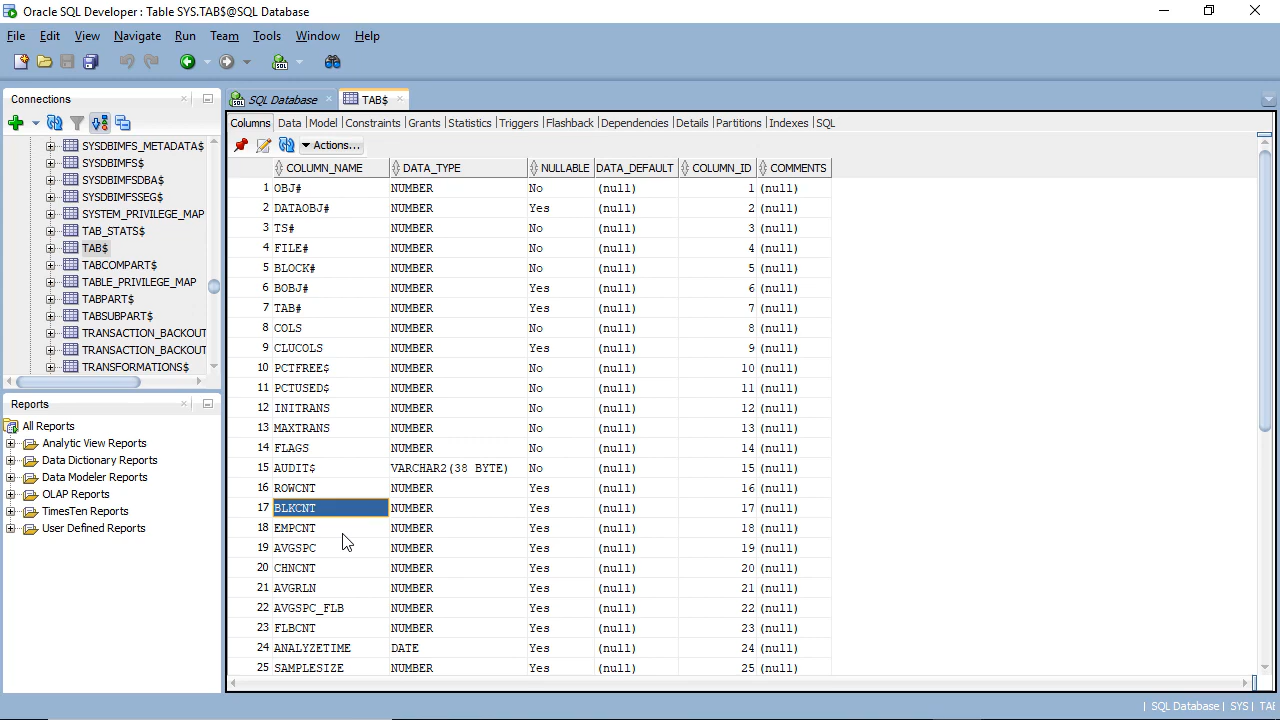 Oracle SQL Developer : Table SYS.TAB$@SQL Database
File Edit View Navigate Run Team Tools Window Help
Connections
SYSDBIMFS_METADATA$
SYSDBIMFS$
SYSDBIMFSDBA$
SYSDBIMFSSEG$
SYSTEM_PRIVILEGE_MAP
TAB_STATS$
TAB$
TABCOMPART$
TABLE_PRIVILEGE_MAP
TABPART$
TABSUBPART$
TRANSACTION_BACKOUT
TRANSACTION_BACKOUT
TRANSFORMATIONS$
Reports
All Reports
Analytic View Reports
Data Dictionary Reports
Data Modeler Reports
OLAP Reports
TimesTen Reports
User Defined Reports
SQL Database TAB$
Columns Data Model Constraints Grants Statistics Triggers Flashback Dependencies Details Partitions Indexes SQL
Actions...
COLUMN_NAME DATA_TYPE NULLABLE DATA_DEFAULT COLUMN_ID COMMENTS
1 OBJ# NUMBER No (null) 1 (null)
2 DATAOBJ# NUMBER Yes (null) 2 (null)
3 TS# NUMBER No (null) 3 (null)
4 FILE# NUMBER No (null) 4 (null)
5 BLOCK# NUMBER No (null) 5 (null)
6 BOBJ# NUMBER Yes (null) 6 (null)
7 TAB# NUMBER Yes (null) 7 (null)
8 COLS NUMBER No (null) 8 (null)
9 CLUCOLS NUMBER Yes (null) 9 (null)
10 PCTFREE$ NUMBER No (null) 10 (null)
11 PCTUSED$ NUMBER No (null) 11 (null)
12 INITRANS NUMBER No (null) 12 (null)
13 MAXTRANS NUMBER No (null) 13 (null)
14 FLAGS NUMBER No (null) 14 (null)
15 AUDIT$ VARCHAR2(38 BYTE) No (null) 15 (null)
16 ROWCNT NUMBER Yes (null) 16 (null)
17 BLKCNT NUMBER Yes (null) 17 (null)
18 EMPCNT NUMBER Yes (null) 18 (null)
19 AVGSPC NUMBER Yes (null) 19 (null)
20 CHNCNT NUMBER Yes (null) 20 (null)
21 AVGRLN NUMBER Yes (null) 21 (null)
22 AVGSPC_FLB NUMBER Yes (null) 22 (null)
23 FLBCNT NUMBER Yes (null) 23 (null)
24 ANALYZETIME DATE Yes (null) 24 (null)
25 SAMPLESIZE NUMBER Yes (null) 25 (null)
SQL Database SYS TAB